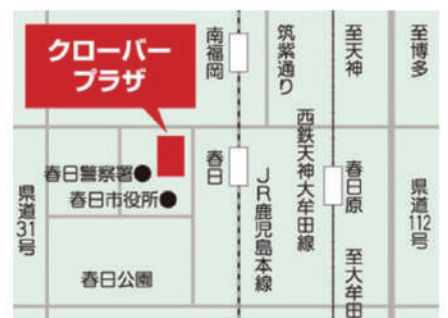 クローバー
プラザ
南福岡
筑紫通り
至天神
至博多
春日警察署
春日市役所
春日
西鉄天神大牟田線
春日原
県道31号
JR鹿児島本線
県道112号
春日公園
至大牟田